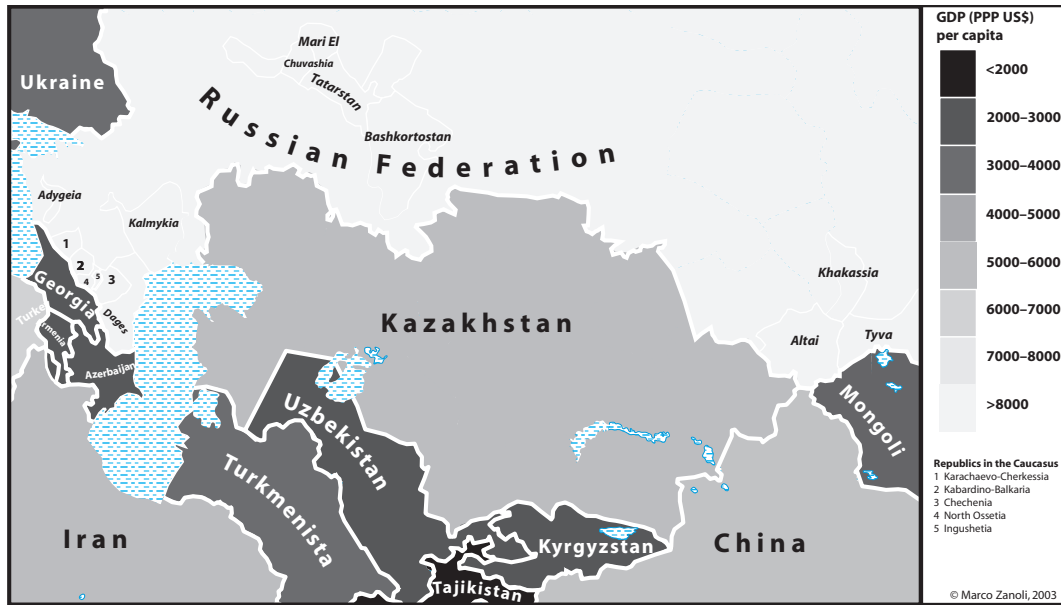 Ukraine
Mari El
Chuvashia
Tatarstan
Bashkortostan
Russian Federation
Adygeia
Kalmykia
1
2
3
4
5
Georgia
Dages
Turke
rmenia
Azerbaijan
Kazakhstan
Khakassia
Altai
Tyva
Mongoli
Uzbekistan
Turkmenista
Iran
Kyrgyzstan
Tajikistan
China
GDP (PPP US$)
per capita
<2000
2000–3000
3000–4000
4000–5000
5000–6000
6000–7000
7000–8000
>8000
Republics in the Caucasus
1 Karachaevo-Cherkessia
2 Kabardino-Balkaria
3 Chechenia
4 North Ossetia
5 Ingushetia
© Marco Zanoli, 2003